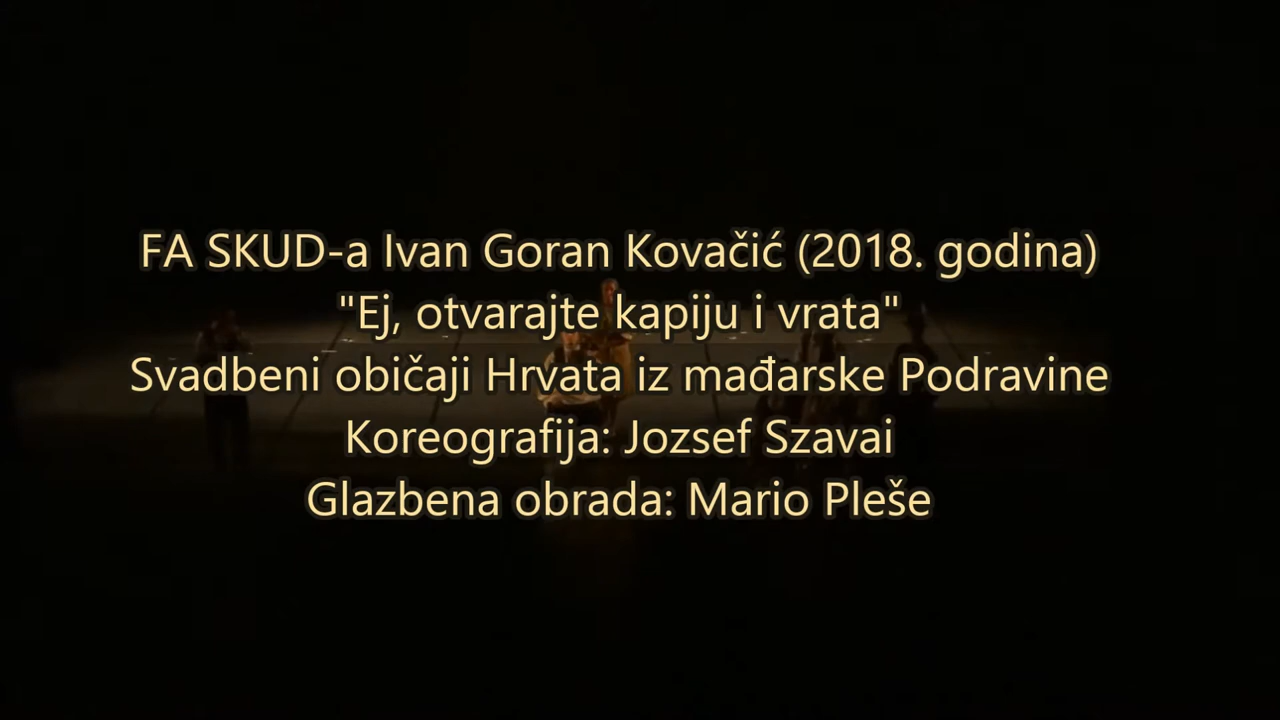 FA SKUD-a Ivan Goran Kovačić (2018. godina)
"Ej, otvarajte kapiju i vrata"
Svadbeni običaji Hrvata iz mađarske Podravine
Koreografija: Jozsef Szavai
Glazbena obrada: Mario Pleše